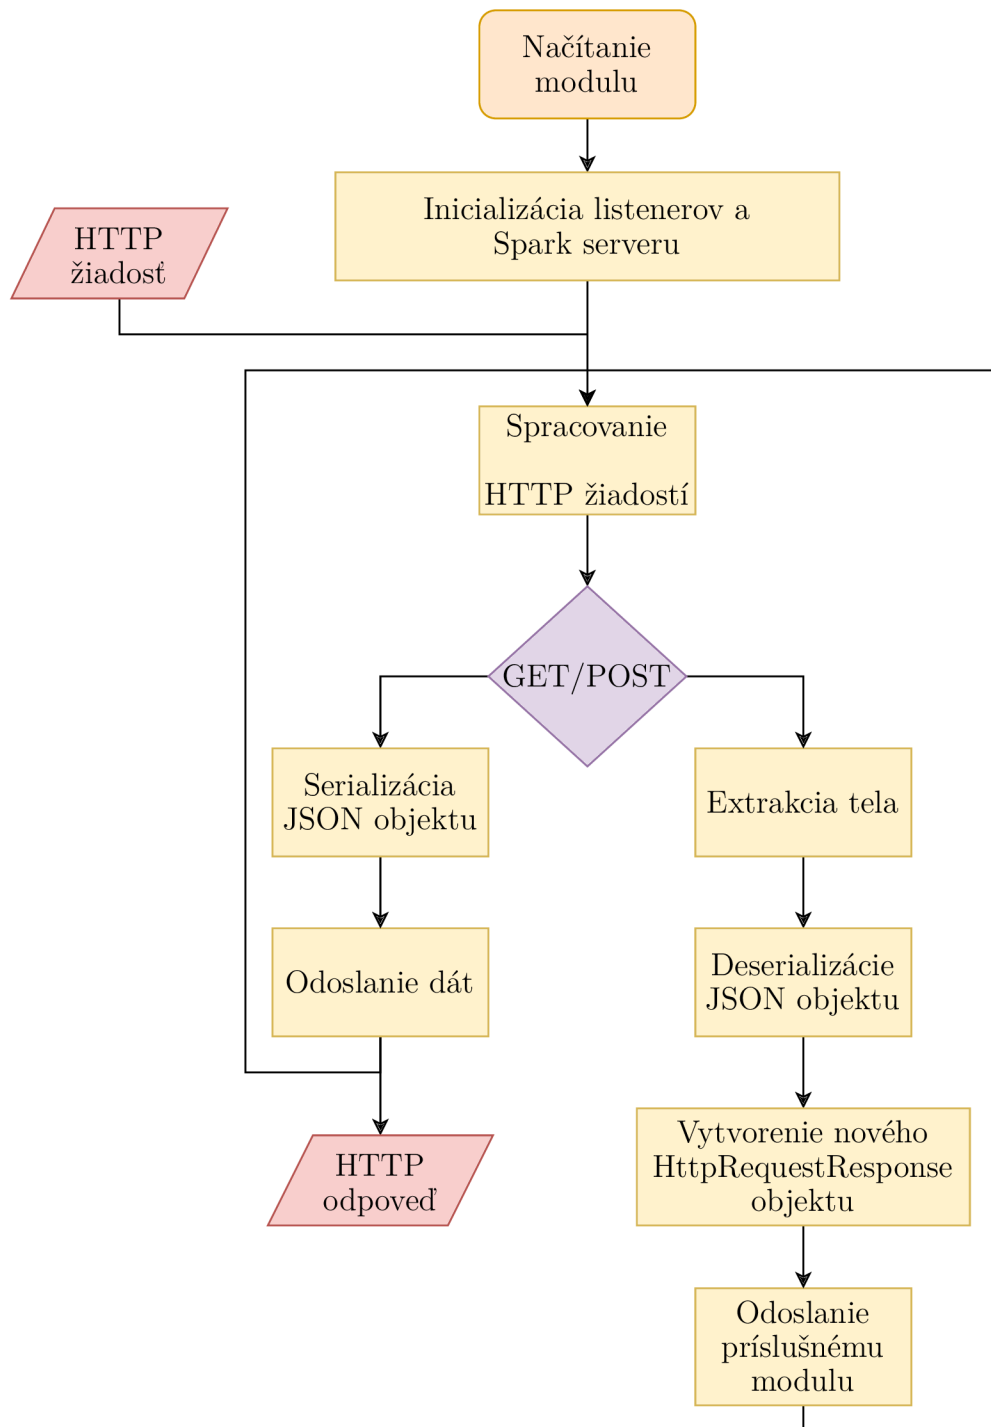 Načítanie
modulu
Inicializácia listenerov a
Spark serveru
HTTP
žiadosť
Spracovanie
HTTP žiadostí
GET/POST
Serializácia
JSON objektu
Extrakcia tela
Odoslanie dát
Deserializácie
JSON objektu
Vytvorenie nového
HttpRequestResponse
objektu
HTTP
odpoveď
Odoslanie
príslušnému
modulu